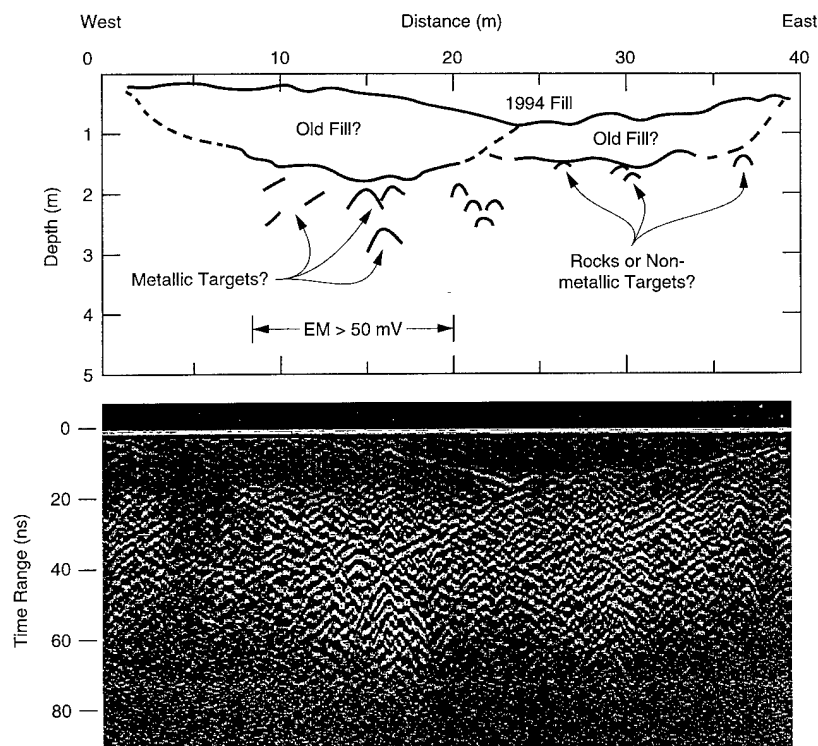 West Distance (m) East
0 10 20 30 40
1994 Fill
Old Fill?
Old Fill?
1
2
3
4
5
Depth (m)
Metallic Targets?
Rocks or Non-
metallic Targets?
EM > 50 mV
0
20
40
60
80
Time Range (ns)